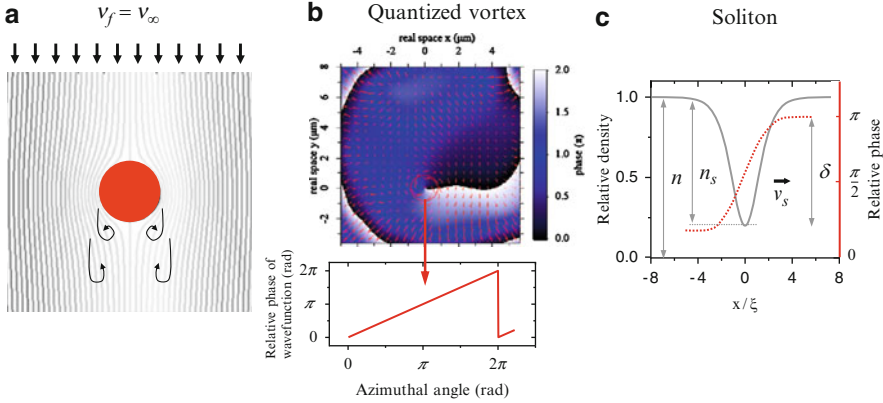 a
ν_f = ν_∞
b
Quantized vortex
real space x (μm)
-4 -2 0 2 4
real space y (μm)
8
6
4
2
0
-2
phase (π)
2.0
1.5
1.0
0.5
0.0
Relative phase of
wavefunction (rad)
2π
π
0
0 π 2π
Azimuthal angle (rad)
c
Soliton
Relative density
1.0
0.5
0.0
n
n_s
v_s
δ
π
π/2
0
Relative phase
-8 -4 0 4 8
x/ξ